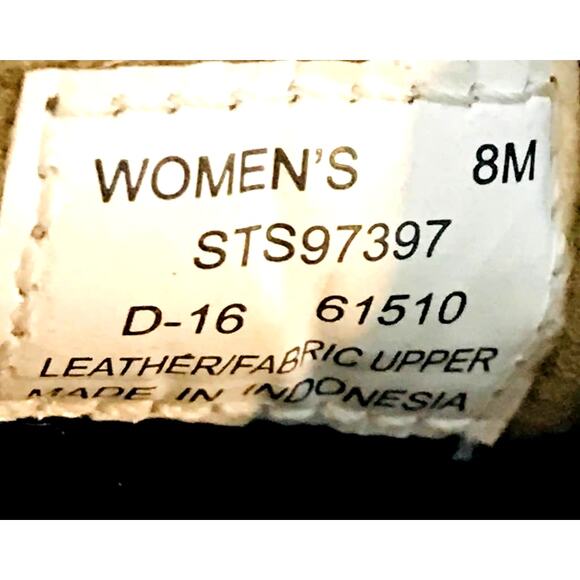 WOMEN'S 8M
STS97397
D-16 61510
LEATHER/FABRIC UPPER
MADE IN INDONESIA